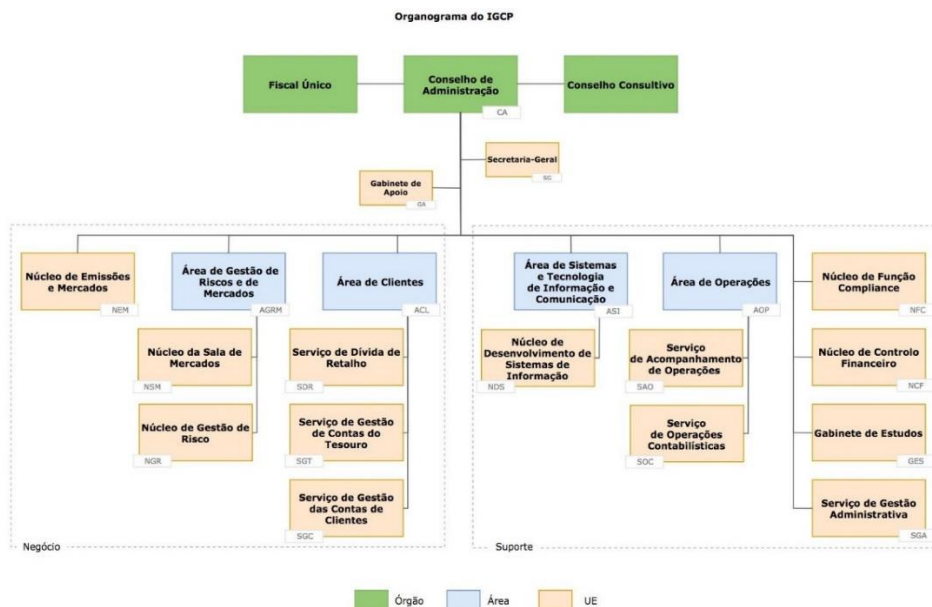 Organograma do IGCP
Fiscal Único
Conselho de
Administração
CA
Conselho Consultivo
Secretaria-Geral
SG
Gabinete de
Apoio
GA
Núcleo de Emissões
e Mercados
NEM
Área de Gestão de
Riscos e de
Mercados
AGRM
Área de Clientes
ACL
Área de Sistemas
e Tecnologia
de Informação e
Comunicação
ASI
Área de Operações
AOP
Núcleo de Função
Compliance
NFC
Núcleo da Sala de
Mercados
NSM
Serviço de Dívida de
Retalho
SDR
Núcleo de
Desenvolvimento de
Sistemas de
Informação
NDS
Serviço
de Acompanhamento
de Operações
SAO
Núcleo de Controlo
Financeiro
NCF
Núcleo de Gestão de
Risco
NGR
Serviço de Gestão
de Contas do
Tesouro
SGT
Serviço
de Operações
Contabilísticas
SOC
Gabinete de Estudos
GES
Serviço de Gestão
das Contas de
Clientes
SGC
Serviço de Gestão
Administrativa
SGA
Negócio
Suporte
Órgão
Área
UE